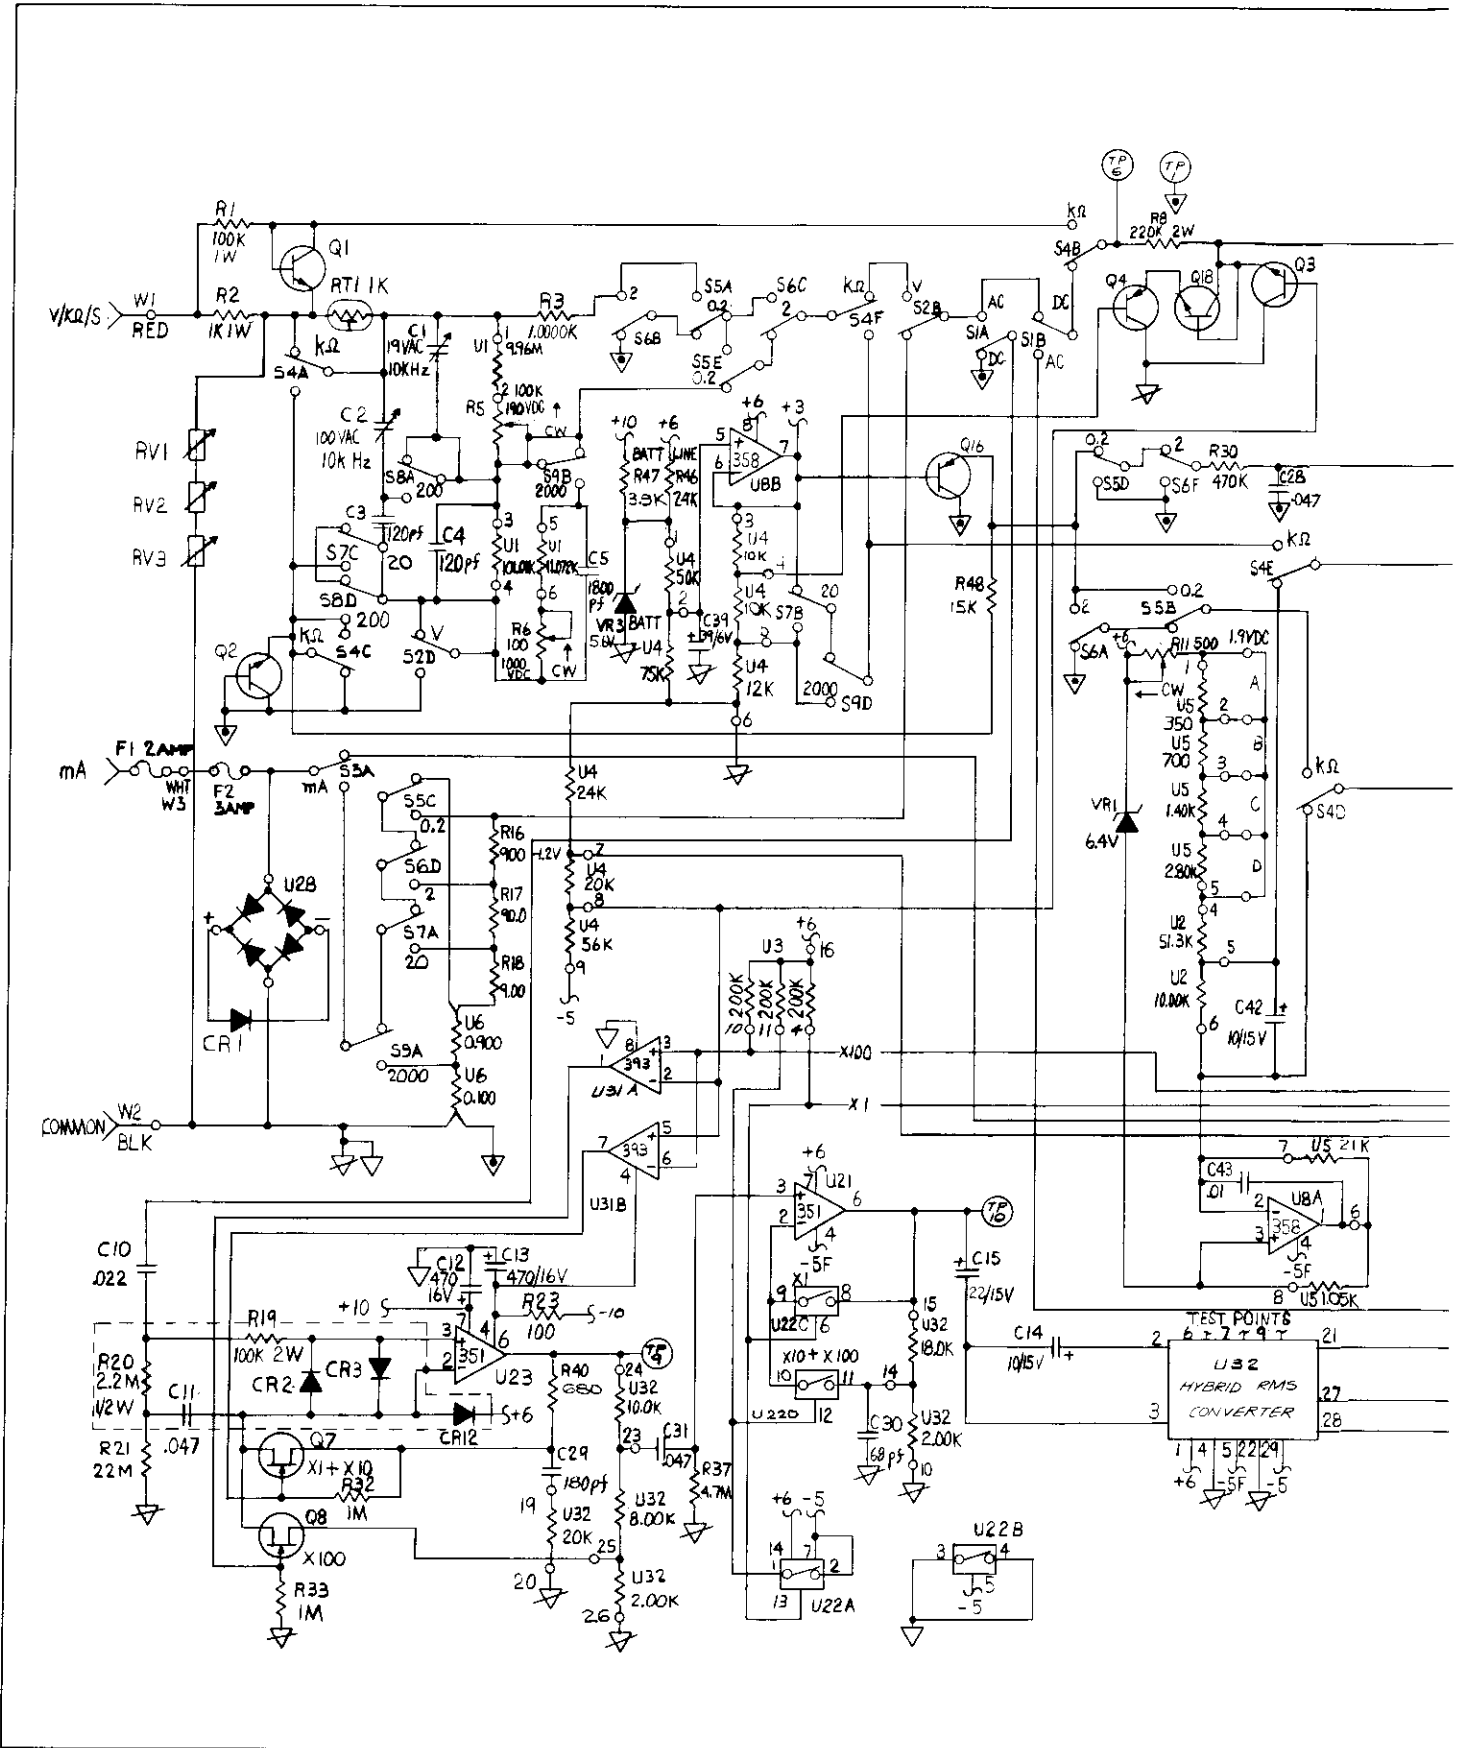 TP
6
TP
1
R1
100K
1W
Q1
RT1 1K
V/KΩ/S
W1
RED
R2
1K 1W
kΩ
S4A
C1
19VAC
10KHz
U1
1
9.96M
R3
1.0000K
2
S6B
S5A
0.2
S5E
0.2
S6C
2
kΩ
S4F
V
S2B
AC
S1A
DC
S1B
AC
DC
kΩ
S4B
R8
220K 2W
Q4
Q18
Q3
2 100K
190VDC
R5
CW
C2
100VAC
10K Hz
S8A
200
S9B
2000
RV1
RV2
RV3
+10
+6
BATT
LINE
R47
3.9K
R46
24K
+6
8
+3
5
6
7
358
U8B
Q16
0.2
S5D
2
S6F
R30
470K
C28
.047
C3
120pf
C4
120pf
3
U1
101.01K
4
5
U1
11.072K
6
C5
1800
pf
S7C
20
S8D
200
R6
100
1000
VDC
CW
1
U4
50K
2
VR3
5.6V
BATT
C39
39/6V
3
U4
10K
4
U4
10K
20
S7B
U4
75K
U4
12K
2000
S9D
6
R48
15K
kΩ
S4E
0.2
S5B
2
S6A
+6
R11 500
1.9VDC
CW
1
U5
350
A
2
U5
700
B
3
U5
1.40K
C
4
U5
2.80K
D
5
4
U2
51.3K
5
U2
10.00K
6
kΩ
S4D
VR1
6.4V
C42
10/15V
+
Q2
kΩ
S4C
V
S2D
F1 2AMP
mA
WHT
W3
F2
3AMP
S3A
mA
S5C
0.2
S6D
2
S7A
20
S9A
2000
U28
+
−
CR1
R16
900
R17
90.0
R18
9.00
U6
0.900
U6
0.100
U4
24K
-1.2V
7
U4
20K
8
U4
56K
9
-5
U3
+6
16
200K
200K
200K
10
11
4
X100
X1
COMMON
W2
BLK
8
1
393
3
2
U31A
7
393
5
6
4
U31B
C10
.022
C12
470
16V
C13
470/16V
+10
-10
R23
100
R19
100K 2W
R20
2.2M
1/2W
CR2
CR3
7
4
3
2
6
351
U23
CR12
+6
C11
.047
R21
22M
Q7
X1+X10
R32
1M
Q8
X100
R33
1M
R40
680
C29
180pf
19
U32
20K
20
TP
9
24
U32
10.0K
23
C31
.047
U32
8.00K
25
U32
2.00K
26
R37
4.7M
+6
7
U21
3
2
351
6
4
-5F
TP
10
X1
9
8
U22C
6
X10+X100
10
11
14
U22D
12
15
U32
18.0K
U32
2.00K
10
C30
68pf
C15
22/15V
C14
10/15V
+
+6
-5
14
7
1
2
13
U22A
U22B
3
4
5
-5
7
U5 21K
C43
.01
U8A
2
3
358
6
4
-5F
8
U5 1.05K
TEST POINTS
6 7 9
2
3
21
27
28
U32
HYBRID RMS
CONVERTER
1
4
5
22
29
+6
-5F
-5